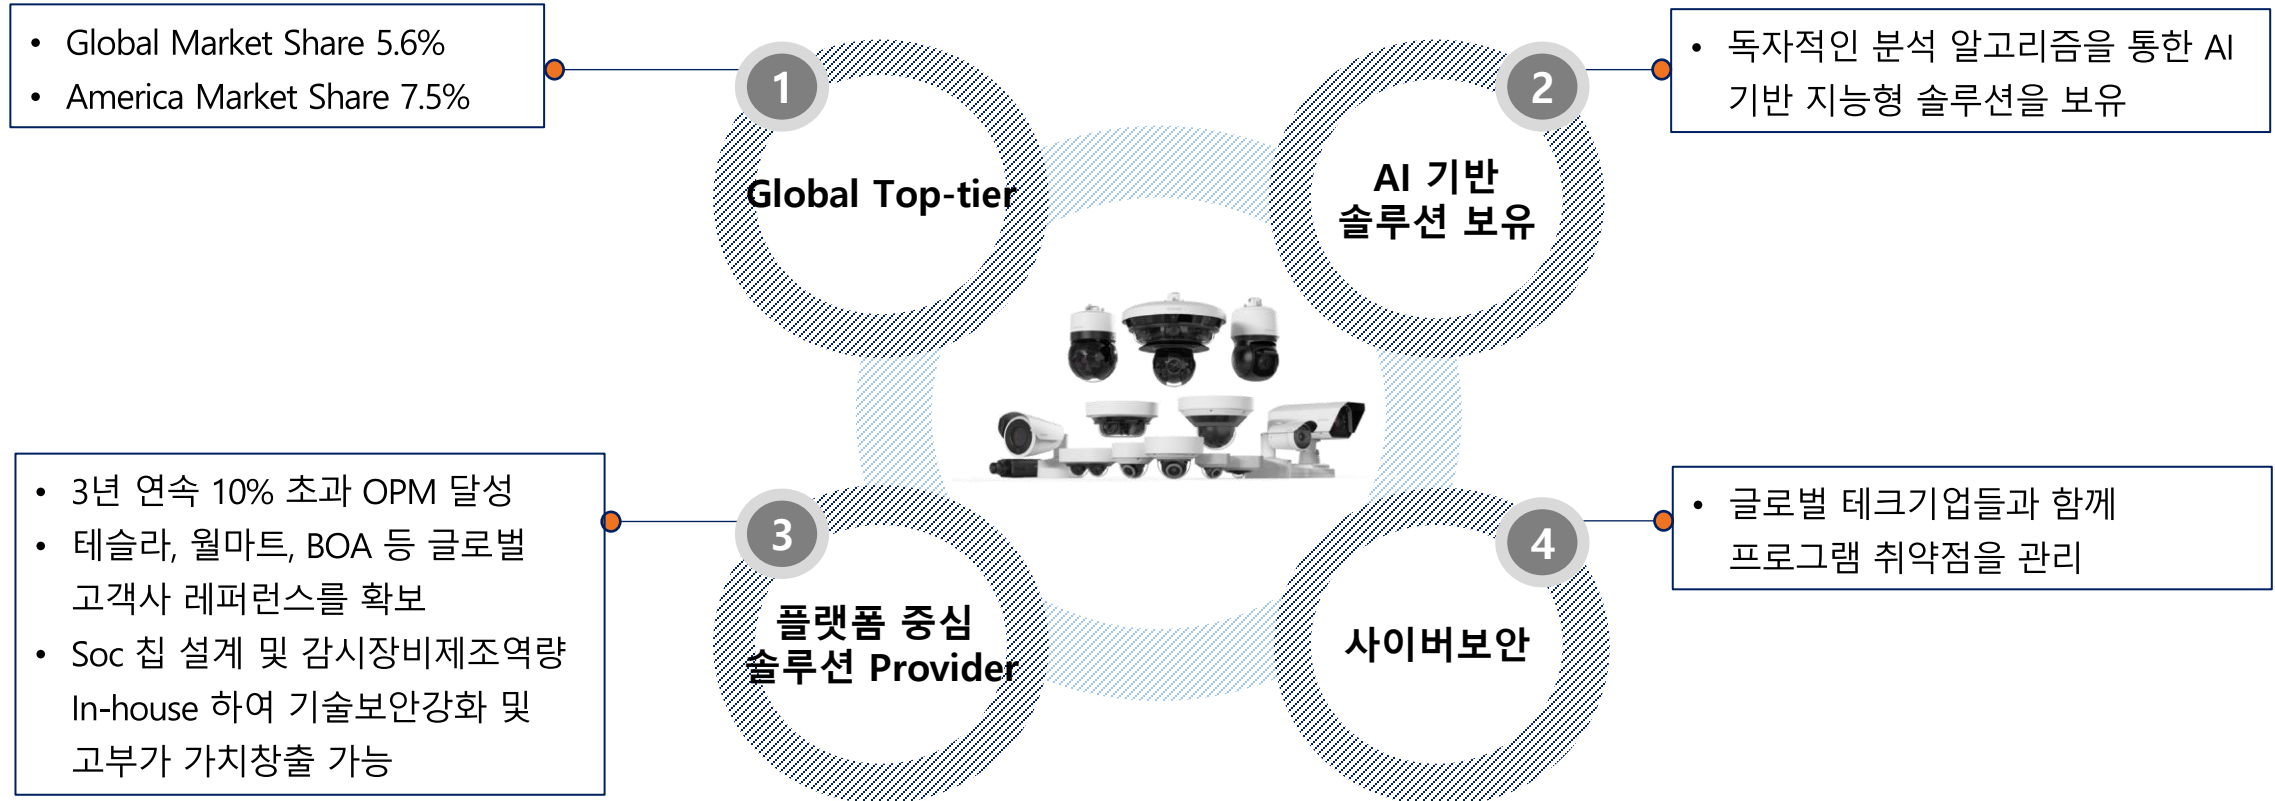 • Global Market Share 5.6%
• America Market Share 7.5%
1
Global Top-tier
2
AI 기반
솔루션 보유
• 독자적인 분석 알고리즘을 통한 AI
기반 지능형 솔루션을 보유
• 3년 연속 10% 초과 OPM 달성
• 테슬라, 월마트, BOA 등 글로벌
고객사 레퍼런스를 확보
• Soc 칩 설계 및 감시장비제조역량
In-house 하여 기술보안강화 및
고부가 가치창출 가능
3
플랫폼 중심
솔루션 Provider
4
사이버보안
• 글로벌 테크기업들과 함께
프로그램 취약점을 관리